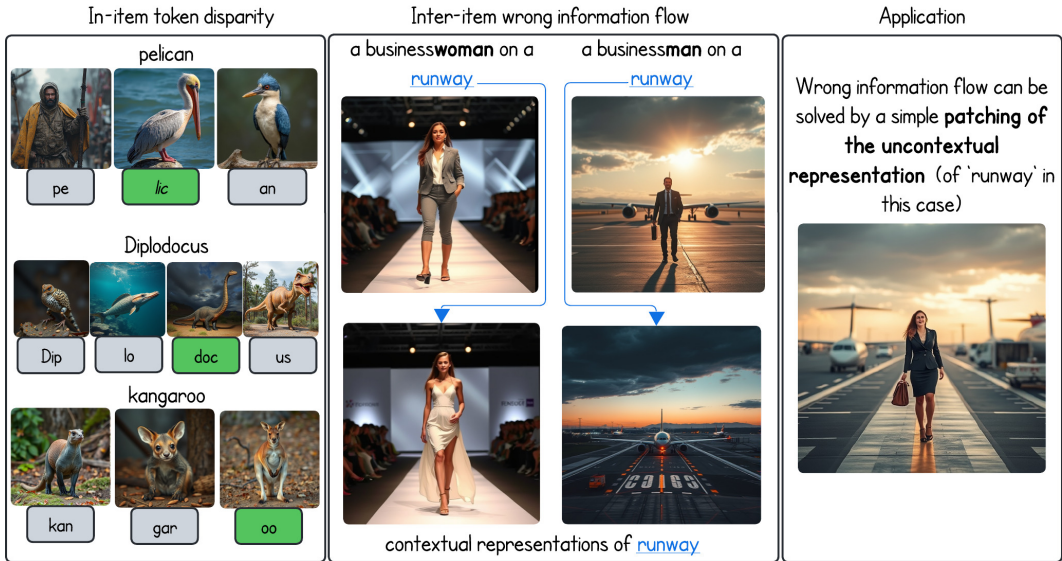 In-item token disparity
pelican
pe
lic
an
Diplodocus
Dip
lo
doc
us
kangaroo
kan
gar
oo
Inter-item wrong information flow
a businesswoman on a
runway
a businessman on a
runway
contextual representations of runway
Application
Wrong information flow can be
solved by a simple patching of
the uncontextual
representation (of `runway` in
this case)